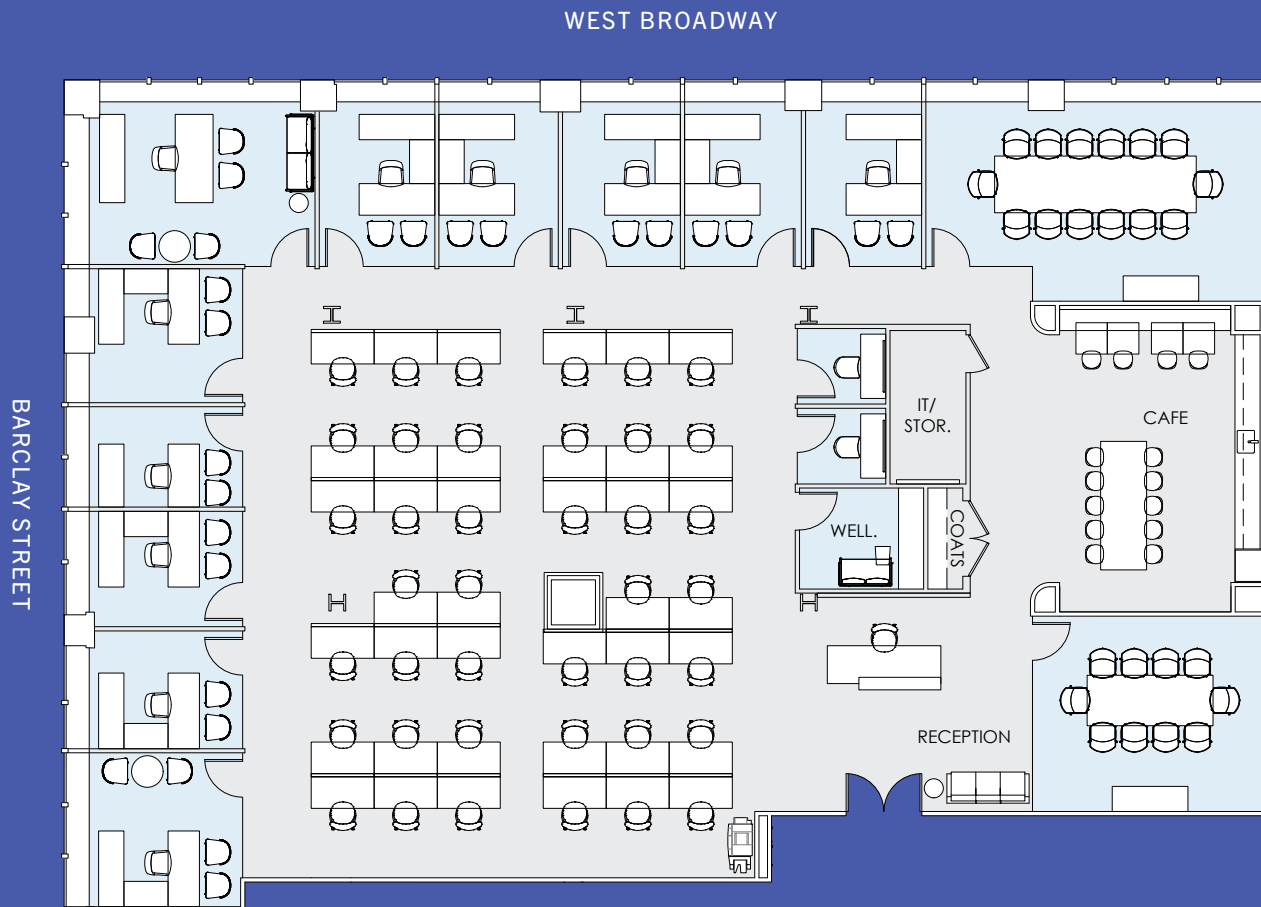 WEST BROADWAY
BARCLAY STREET
IT/
STOR.
CAFE
WELL.
COATS
RECEPTION